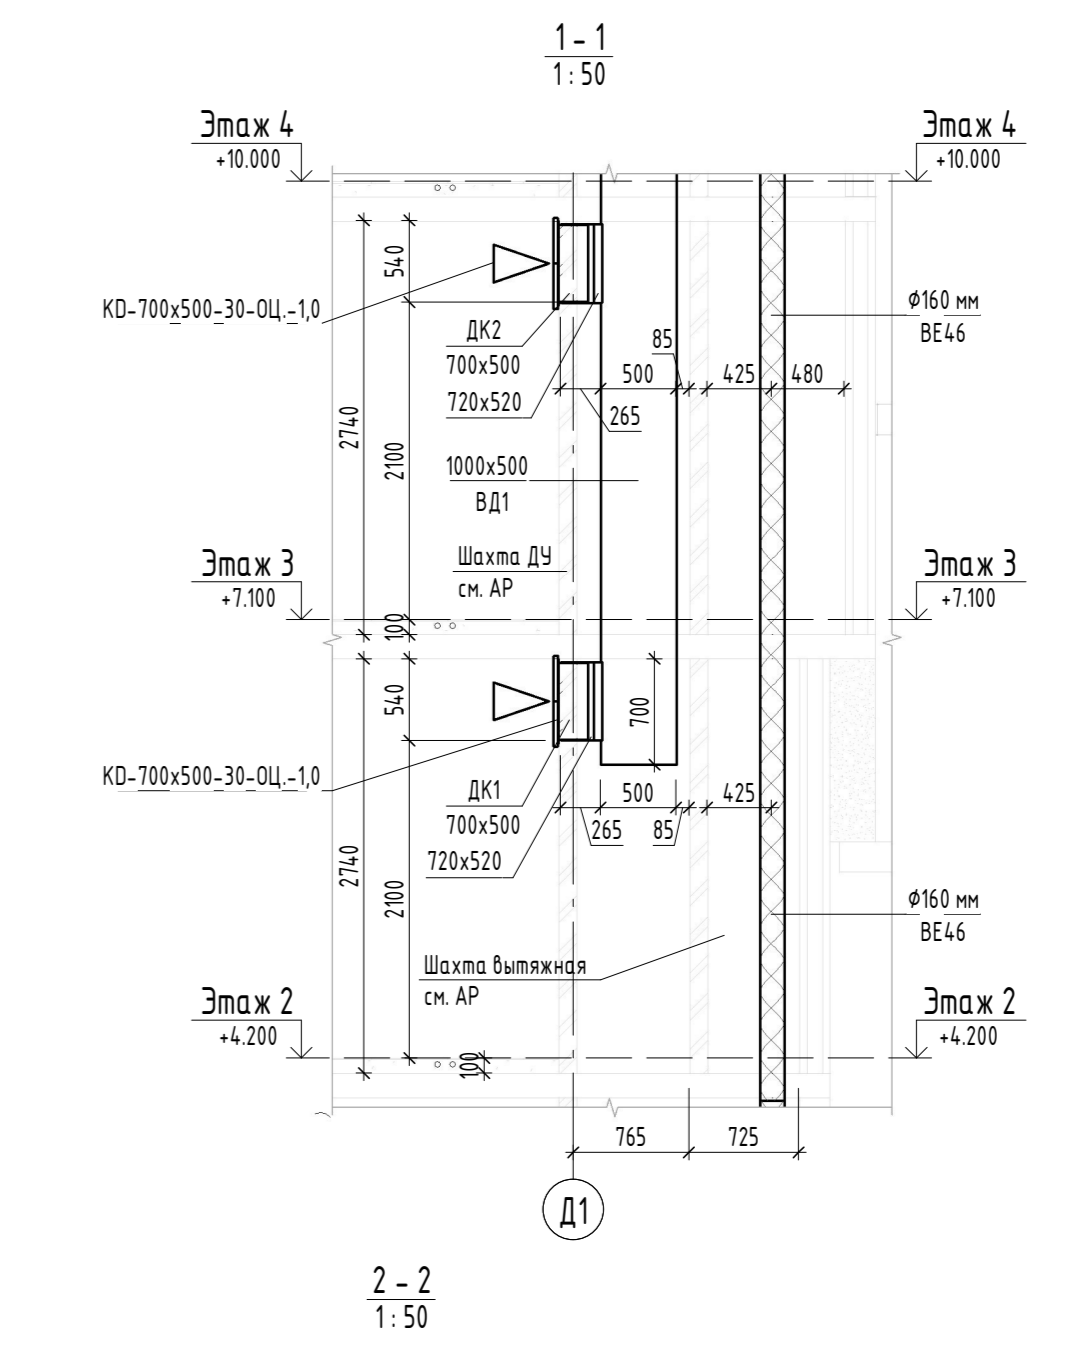 1 - 1
1 : 50
Этаж 4
+10.000
Этаж 4
+10.000
540
KD-700x500-30-ОЦ.-1,0
ДК2
700x500
720x520
85
500
425
480
265
Ø160 мм
ВЕ46
2740
2100
1000x500
ВД1
Шахта ДУ
см. АР
Этаж 3
+7.100
Этаж 3
+7.100
100
540
700
KD-700x500-30-ОЦ.-1,0
ДК1
700x500
720x520
500
425
265
85
2740
2100
Ø160 мм
ВЕ46
Шахта вытяжная
см. АР
Этаж 2
+4.200
Этаж 2
+4.200
100
765
725
Д1
2 - 2
1 : 50